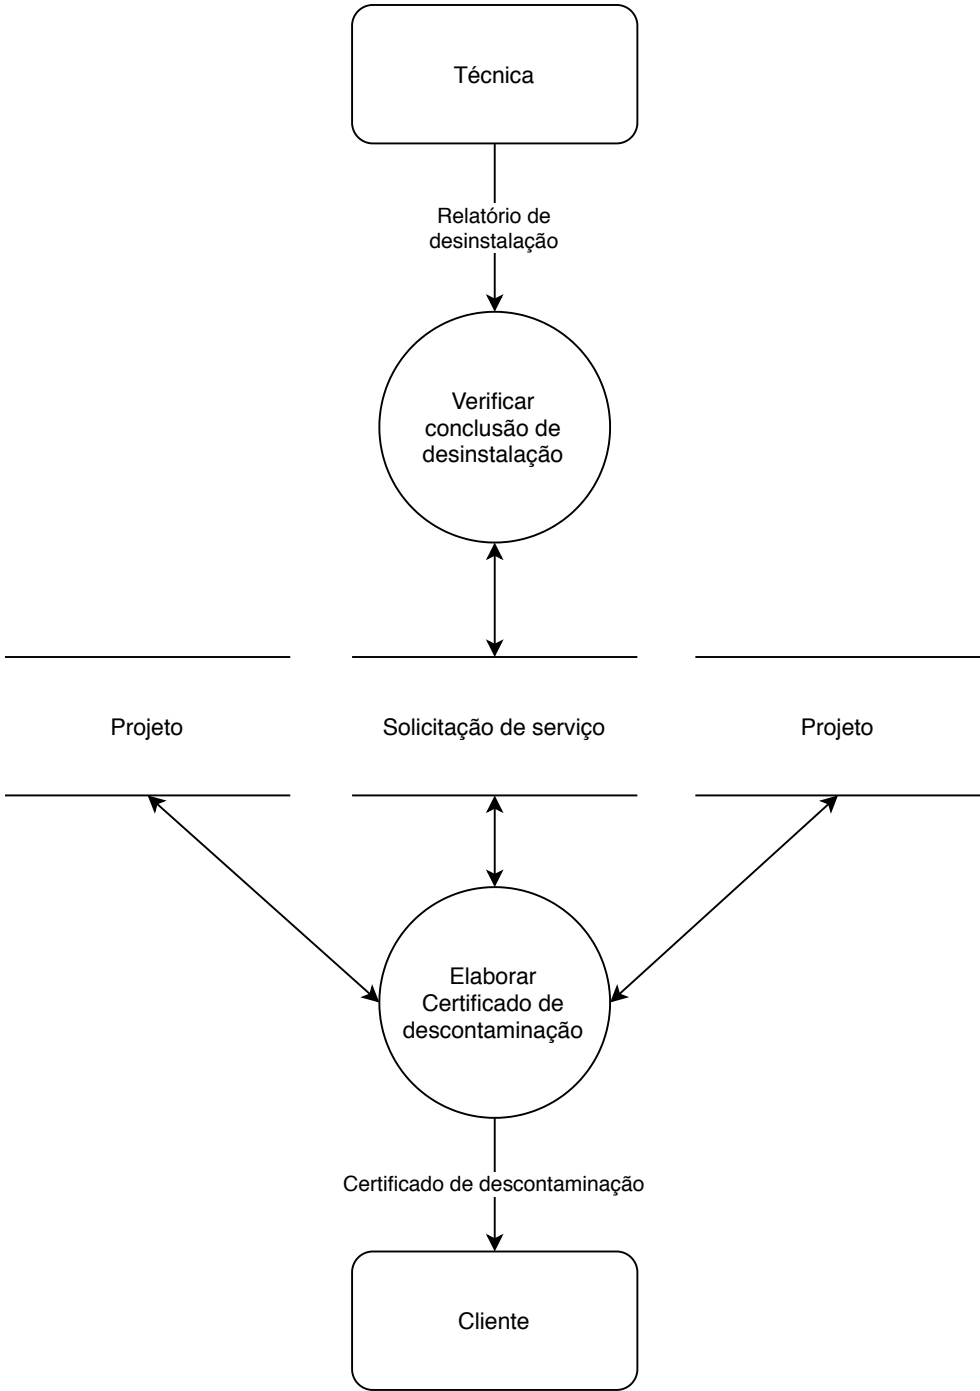 Técnica
Relatório de
desinstalação
Verificar
conclusão de
desinstalação
Projeto
Solicitação de serviço
Projeto
Elaborar
Certificado de
descontaminação
Certificado de descontaminação
Cliente